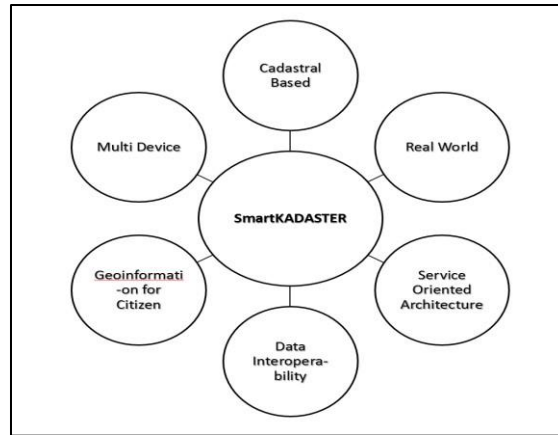 Cadastral
Based
Multi Device
Real World
SmartKADASTER
Geoinformati
-on for
Citizen
Service
Oriented
Architecture
Data
Interopera-
bility